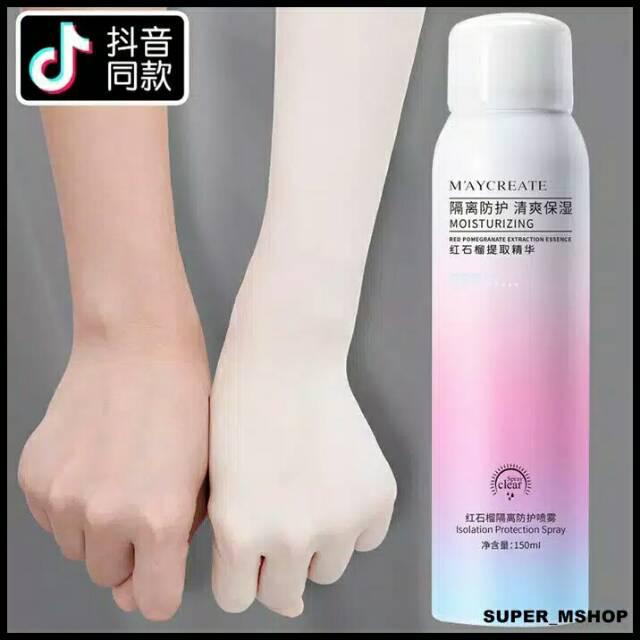 抖音
同款
M'AYCREATE
隔离防护 清爽保湿
MOISTURIZING
RED POMEGRANATE EXTRACTION ESSENCE
红石榴提取精华
Spray
clear
红石榴隔离防护喷雾
Isolation Protection Spray
净含量:150ml
SUPER_MSHOP